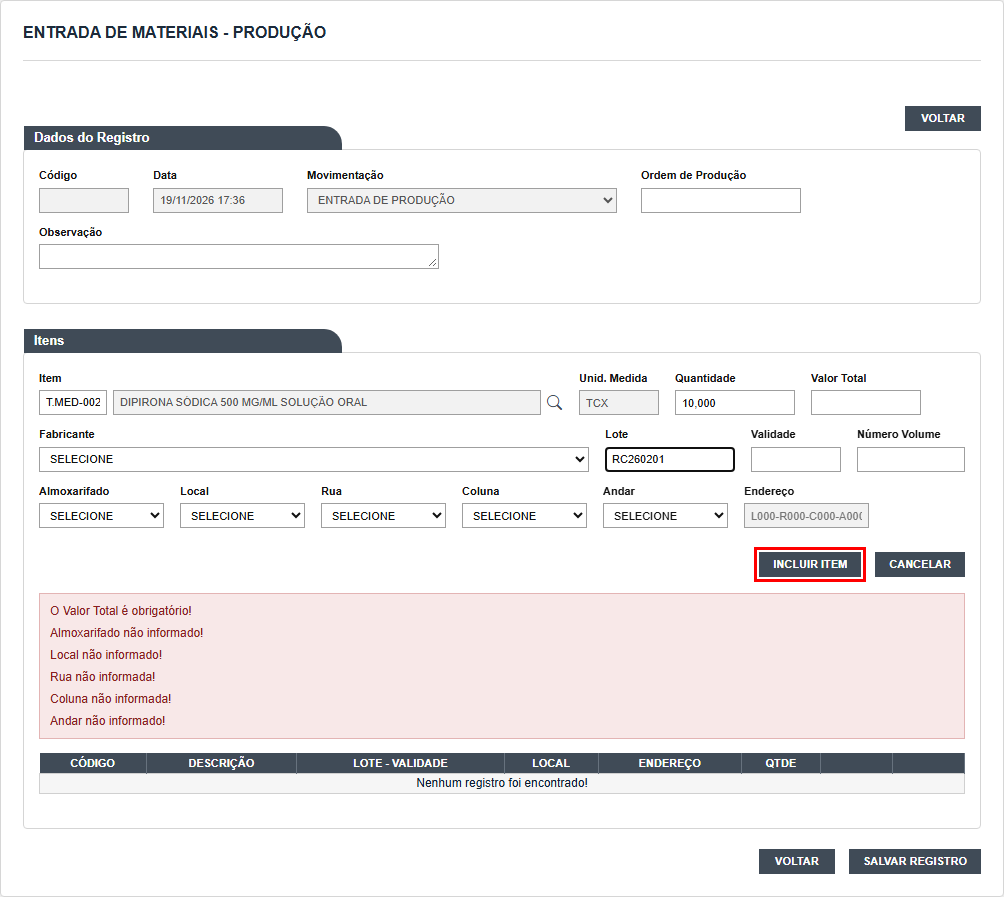 ENTRADA DE MATERIAIS - PRODUÇÃO
VOLTAR
Dados do Registro
Código Data Movimentação Ordem de Produção
19/11/2026 17:36 ENTRADA DE PRODUÇÃO
Observação
Itens
Item Unid. Medida Quantidade Valor Total
T.MED-002 DIPIRONA SÓDICA 500 MG/ML SOLUÇÃO ORAL TCX 10,000
Fabricante Lote Validade Número Volume
SELECIONE RC260201
Almoxarifado Local Rua Coluna Andar Endereço
SELECIONE SELECIONE SELECIONE SELECIONE SELECIONE L000-R000-C000-A000
INCLUIR ITEM CANCELAR
O Valor Total é obrigatório!
Almoxarifado não informado!
Local não informado!
Rua não informada!
Coluna não informada!
Andar não informado!
CÓDIGO DESCRIÇÃO LOTE - VALIDADE LOCAL ENDEREÇO QTDE
Nenhum registro foi encontrado!
VOLTAR SALVAR REGISTRO